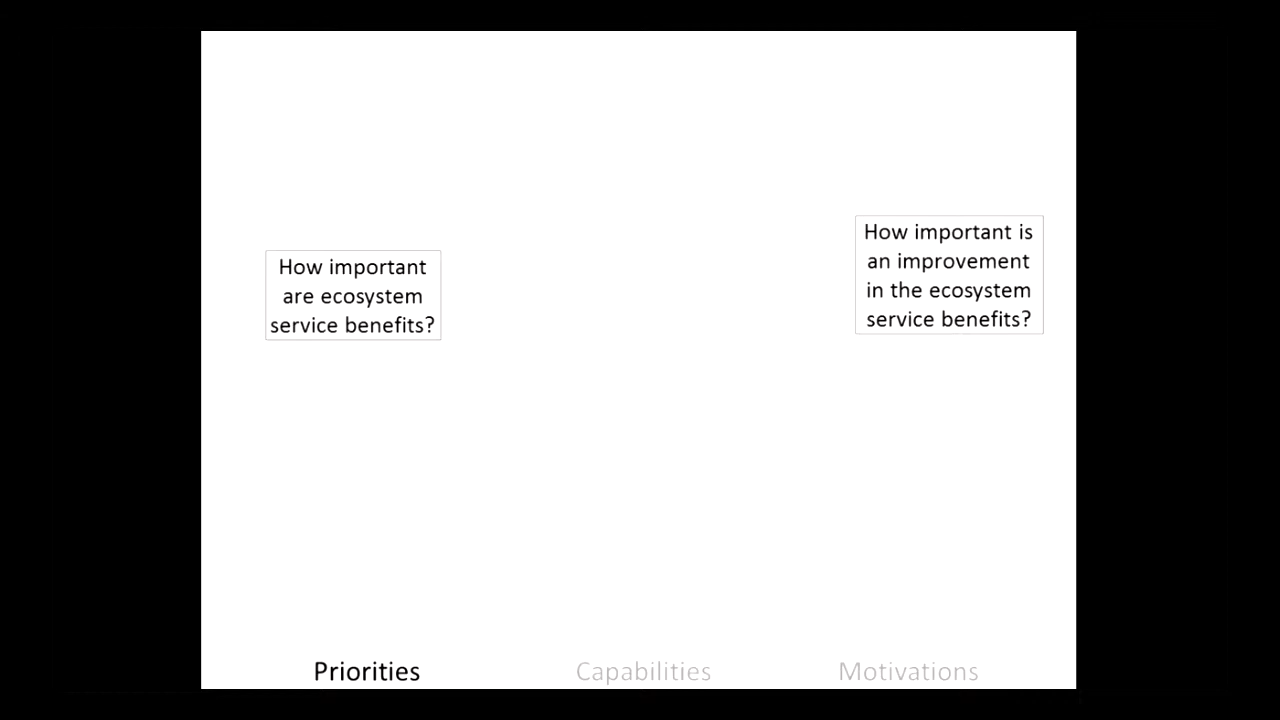 How important
are ecosystem
service benefits?
How important is
an improvement
in the ecosystem
service benefits?
Priorities
Capabilities
Motivations